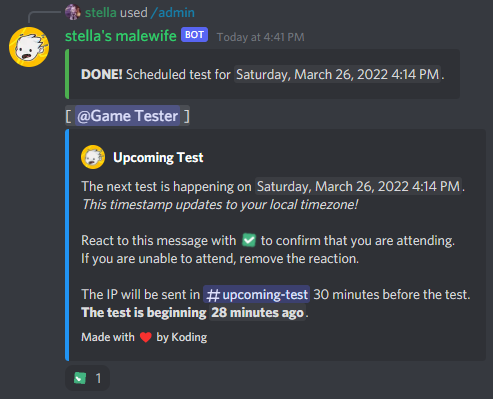 stella used /admin
stella's malewife BOT Today at 4:41 PM
DONE! Scheduled test for Saturday, March 26, 2022 4:14 PM.
[ @Game Tester ]
Upcoming Test
The next test is happening on Saturday, March 26, 2022 4:14 PM.
This timestamp updates to your local timezone!
React to this message with ✅ to confirm that you are attending.
If you are unable to attend, remove the reaction.
The IP will be sent in #upcoming-test 30 minutes before the test.
The test is beginning 28 minutes ago.
Made with ❤️ by Koding
✅ 1